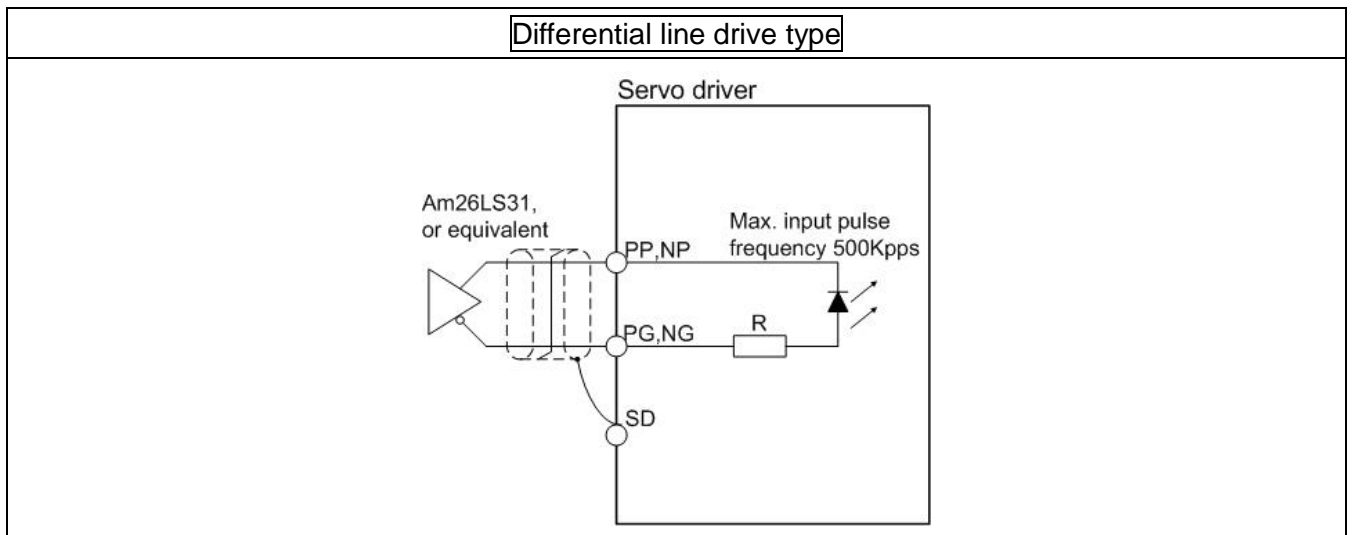 Differential line drive type
Servo driver
Am26LS31,
or equivalent
Max. input pulse
frequency 500Kpps
PP,NP
PG,NG
R
SD